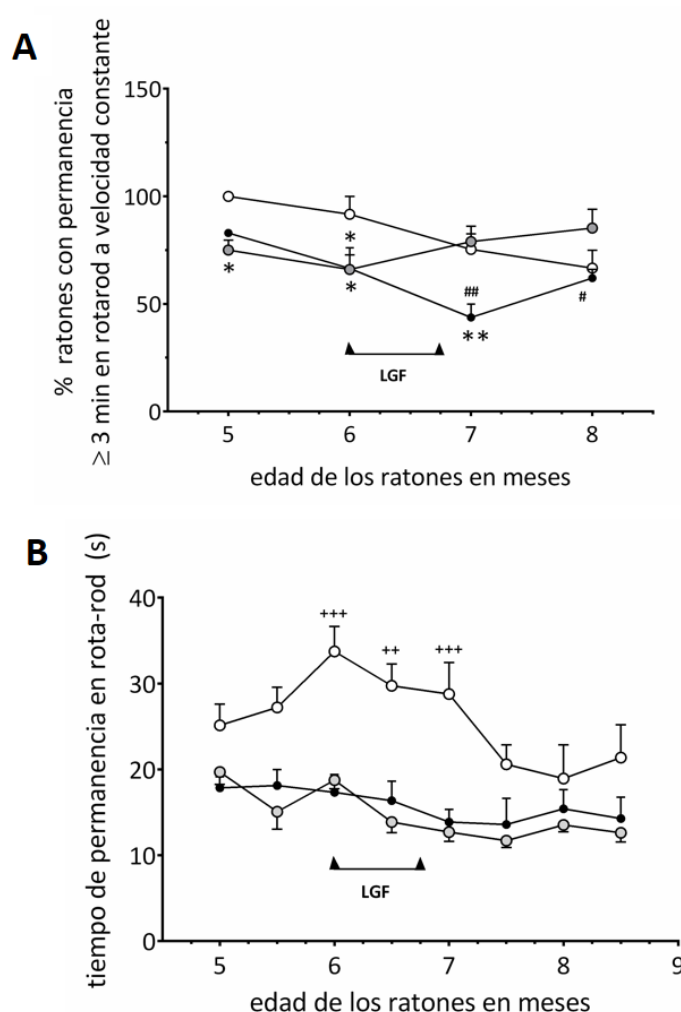 A
% ratones con permanencia
≥ 3 min en rotarod a velocidad constante
150
100
50
0
*
*
*
##
**
#
LGF
5 6 7 8
edad de los ratones en meses
B
tiempo de permanencia en rota-rod (s)
40
30
20
10
0
+++
++
+++
LGF
5 6 7 8 9
edad de los ratones en meses